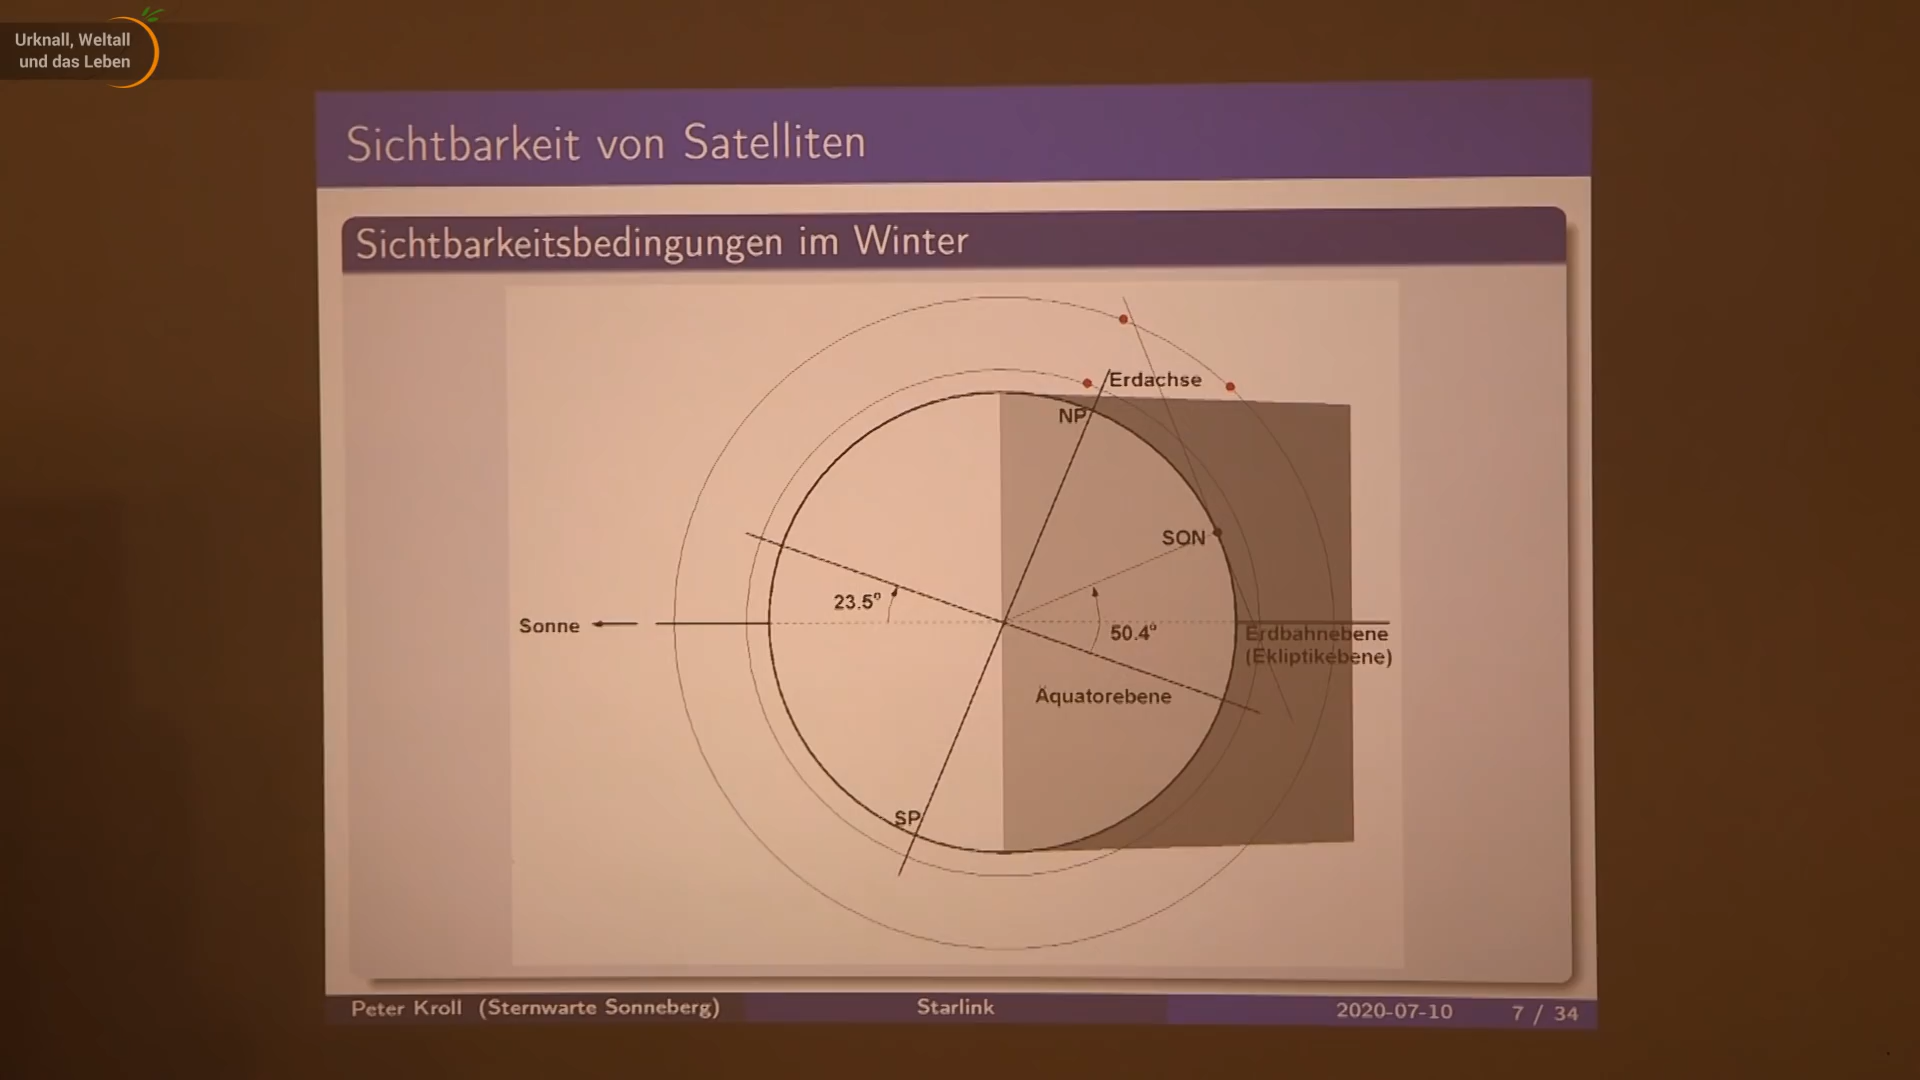 Urknall, Weltall
und das Leben
Sichtbarkeit von Satelliten
Sichtbarkeitsbedingungen im Winter
Erdachse
NP
SON
23.5°
Sonne
50.4°
Erdbahnebene
(Ekliptikebene)
Äquatorebene
SP
Peter Kroll (Sternwarte Sonneberg)
Starlink
2020-07-10
7 / 34